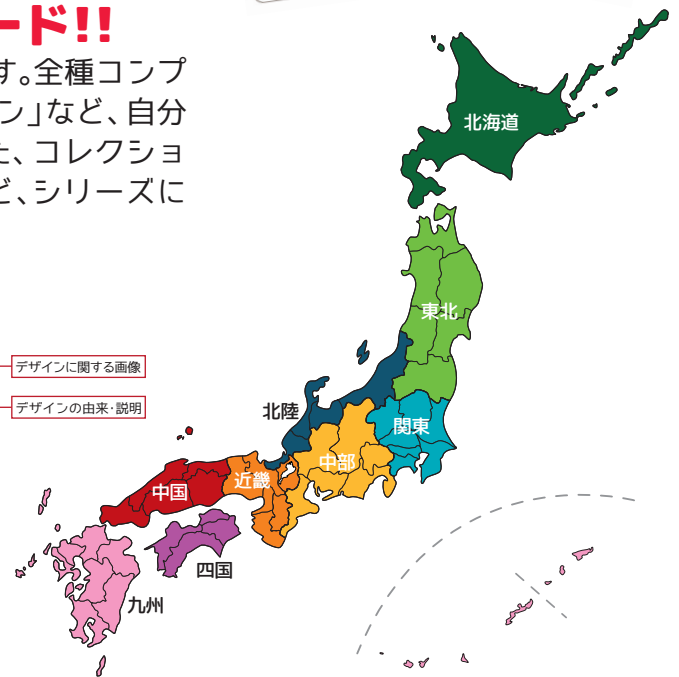 ード!!
す。全種コンプ
ン」など、自分
た、コレクショ
ど、シリーズに
北海道
東北
デザインに関する画像
デザインの由来・説明
北陸
関東
中部
近畿
中国
四国
九州